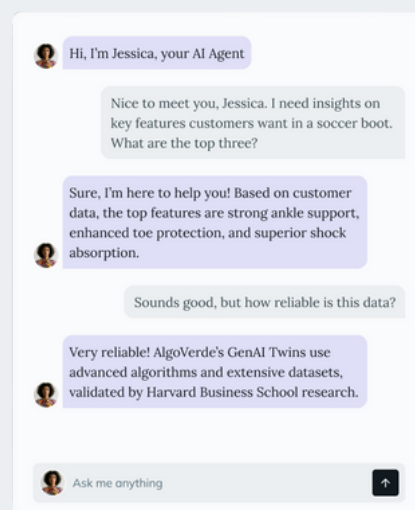 Hi, I'm Jessica, your AI Agent
Nice to meet you, Jessica. I need insights on
key features customers want in a soccer boot.
What are the top three?
Sure, I'm here to help you! Based on customer
data, the top features are strong ankle support,
enhanced toe protection, and superior shock
absorption.
Sounds good, but how reliable is this data?
Very reliable! AlgoVerde's GenAI Twins use
advanced algorithms and extensive datasets,
validated by Harvard Business School research.
Ask me anything